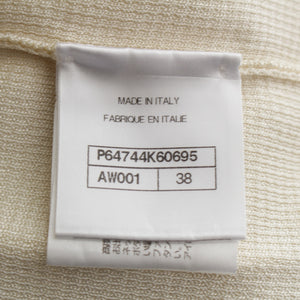 MADE IN ITALY
FABRIQUE EN ITALIE
P64744K60695
AW001 38